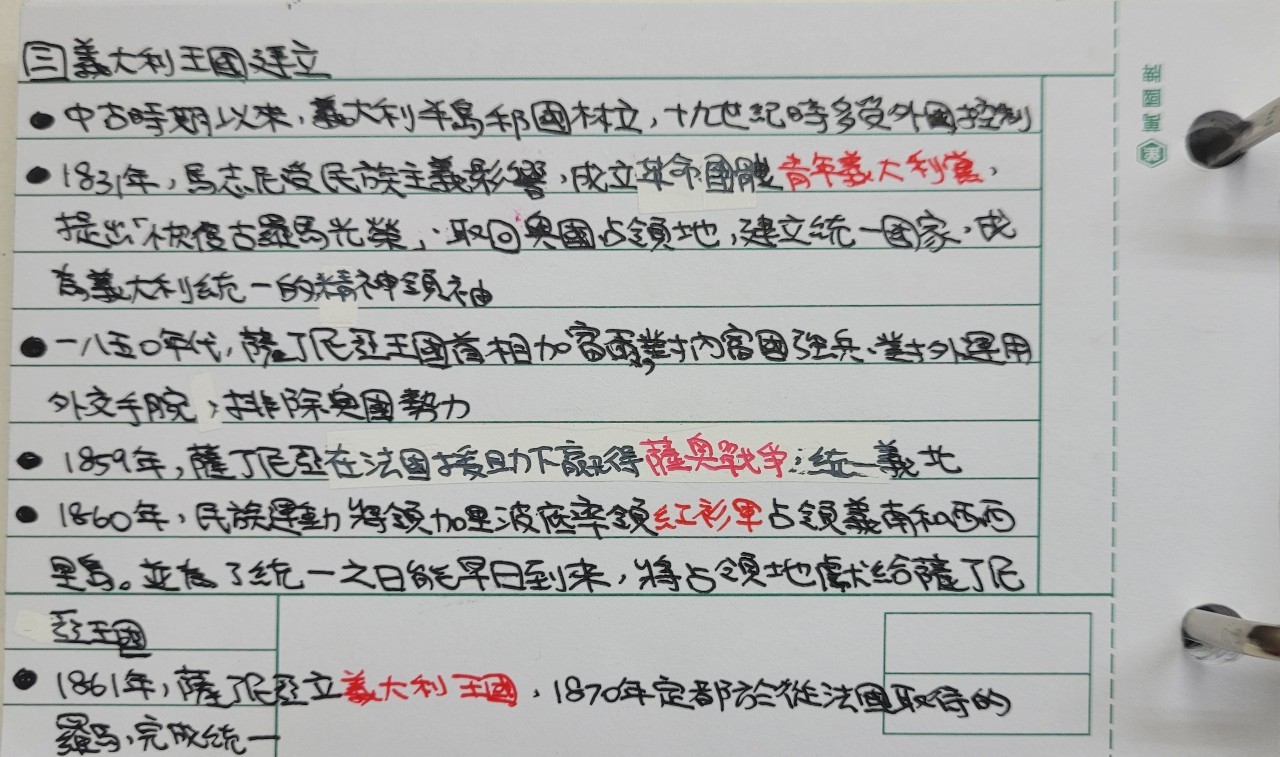 三義大利王國建立
•中古時期以來，義大利半島邦國林立，十九世紀時多受外國控制
•1831年，馬志尼受民族主義影響，成立革命團體青年義大利黨，
提出「恢復古羅馬光榮」，取回奧國占領地，建立統一國家，成
為義大利統一的精神領袖
•一八五〇年代，薩丁尼亞王國首相加富爾，對內富國強兵，對外運用
外交手腕，排除奧國勢力
•1859年，薩丁尼亞在法國援助下贏得薩奧戰爭，統一義北
•1860年，民族運動將領加里波底率領紅衫軍占領義南和西西
里島。並為了統一之日能早日到來，將占領地獻給薩丁尼
亞王國
•1861年，薩丁尼亞立義大利王國，1870年定都於從法國取得的
羅馬，完成統一
萬國牌